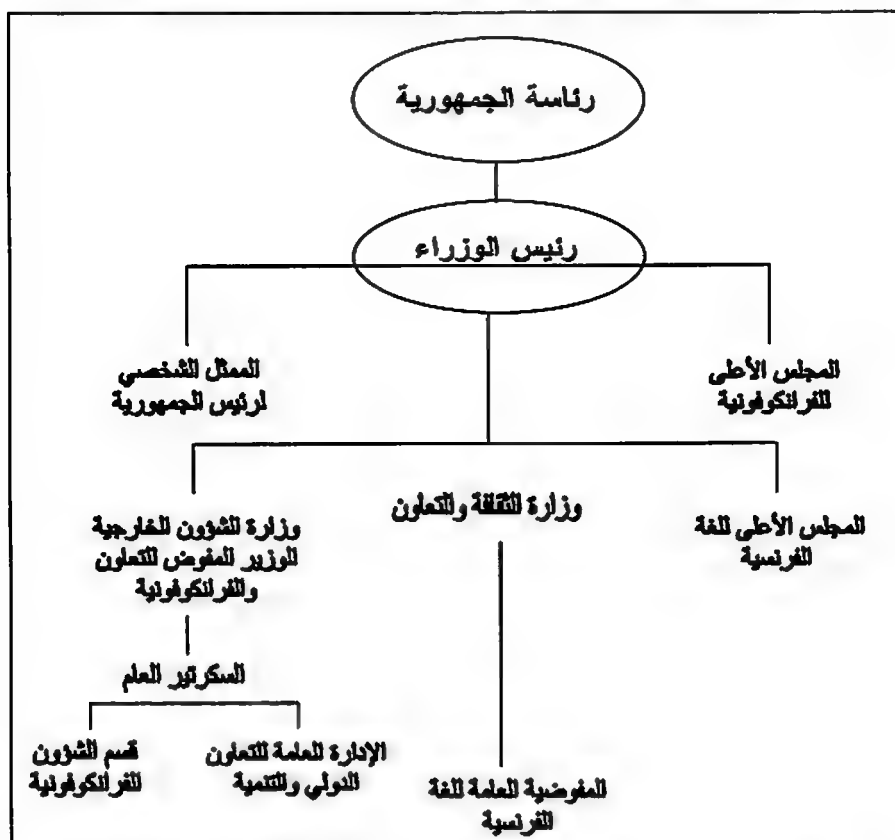 رئاسة الجمهورية
رئيس الوزراء
المجلس الأعلى
للفرانكوفونية
الممثل الشخصي
لرئيس الجمهورية
المجلس الأعلى للغة
الفرنسية
وزارة الثقافة والتعاون
وزارة الشؤون الخارجية
الوزير المفوض للتعاون
والفرانكوفونية
السكرتير العام
الإدارة العامة للتعاون
الدولي والتنمية
قسم الشؤون
الفرانكوفونية
المفوضية العامة للغة
الفرنسية